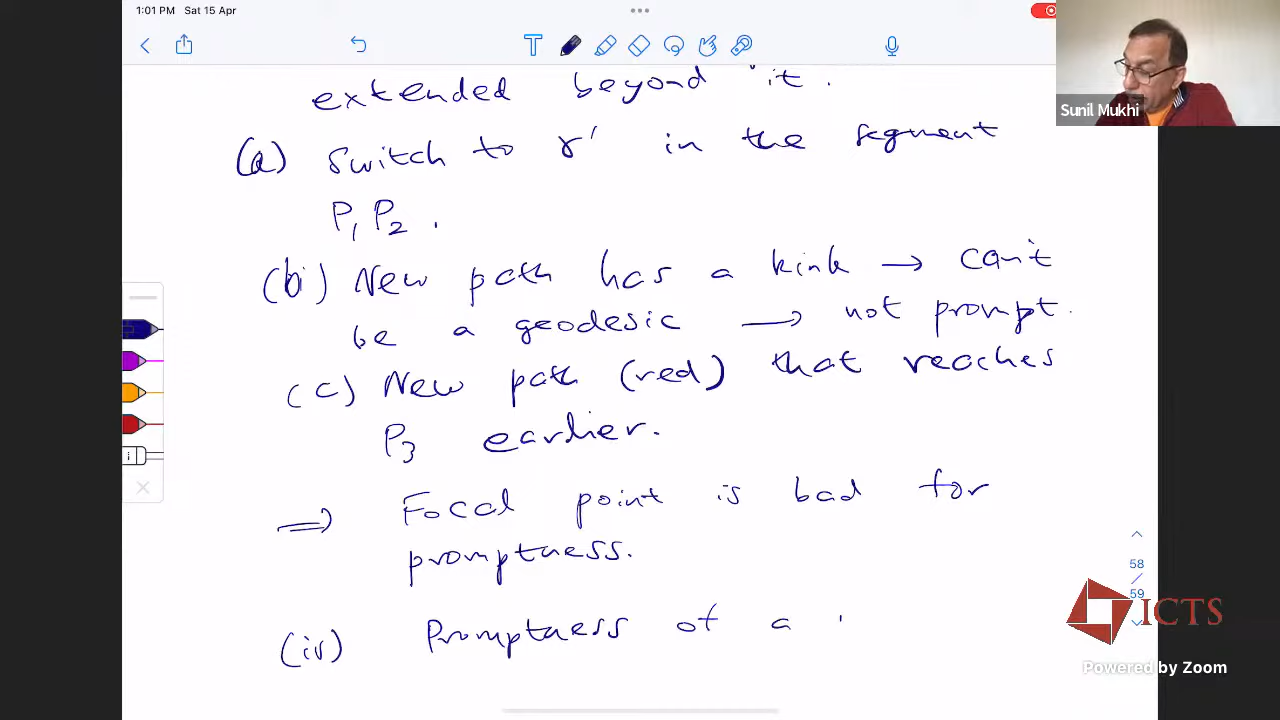 1:01 PM Sat 15 Apr
Sunil Mukhi
extended beyond it.
(a) Switch to γ' in the segment
P₁P₂.
(b) New path has a kink → can't
be a geodesic → not prompt.
(c) New path (red) that reaches
P₃ earlier.
⇒ Focal point is bad for
promptness.
(iv) Promptness of a
58
/
59
ICTS
Powered by Zoom